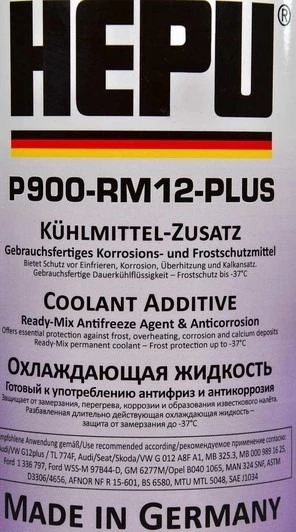 HEPU®
P900-RM12-PLUS
KÜHLMITTEL-ZUSATZ
Gebrauchsfertiges Korrosions- und Frostschutzmittel
Bietet Schutz vor Einfrieren, Korrosion, Überhitzung und Kalkansatz.
Gebrauchsfertige Dauerkühlflüssigkeit – Frostschutz bis -37°C
COOLANT ADDITIVE
Ready-Mix Antifreeze Agent & Anticorrosion
Offers essential protection against frost, overheating, corrosion and calcium deposits
Ready-Mix permanent coolant – Frost protection up to -37°C
Охлаждающая жидкость
Готовый к употреблению антифриз и антикоррозия
Защищает от замерзания, перегрева, коррозии и образования известкового налёта.
Разбавленная длительно действующая охлаждающая жидкость –
защита от замерзания до -37°C
mpfohlene Anwendung gemäß/Use recommended according/рекомендуемое применение согласно:
Audi/VW G12plus / TL 774F, Audi/Seat/Skoda/VW G 012 A8F A1, MB 325.3, MB 000 989 16 25,
Ford 1 336 797, Ford WSS-M 97B44-D, GM 6277M/Opel B040 1065, MAN 324 SNF, ASTM
D3306/4656, AFNOR NF R 15-601, BS 6580, MTU MTL 5048, SAE J1034
MADE IN GERMANY